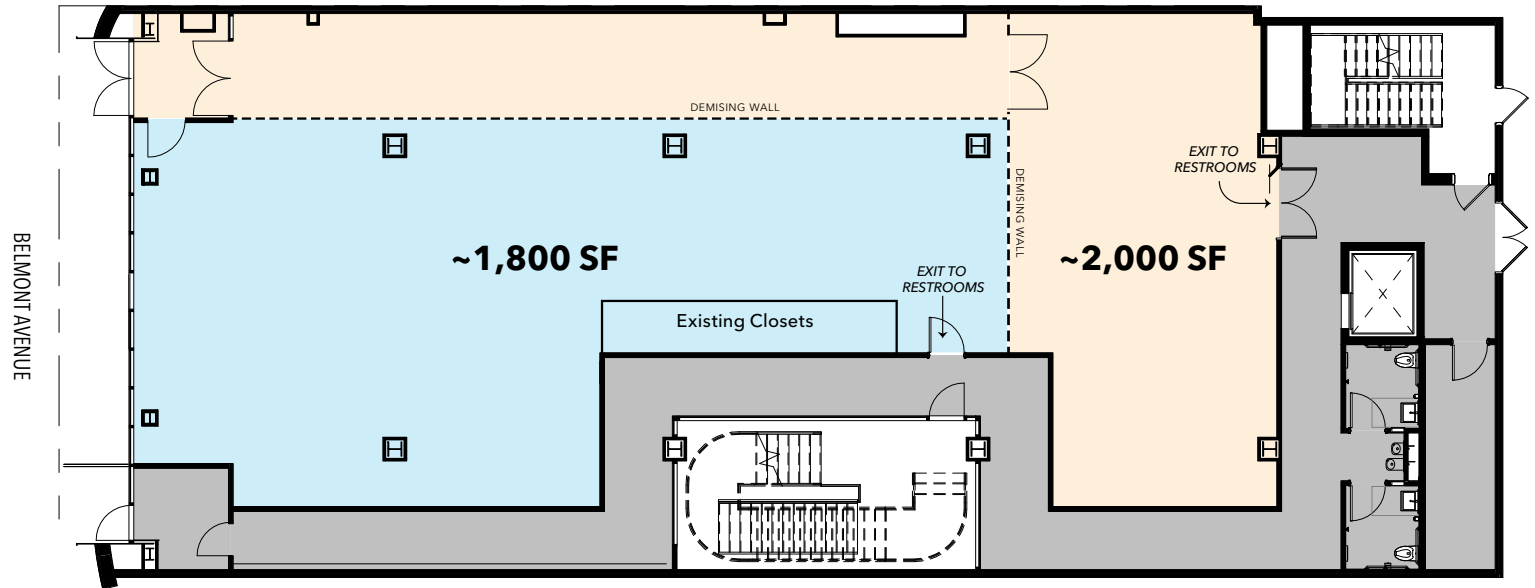 DEMISING WALL
EXIT TO
RESTROOMS
DEMISING WALL
BELMONT AVENUE
~1,800 SF
~2,000 SF
EXIT TO
RESTROOMS
Existing Closets